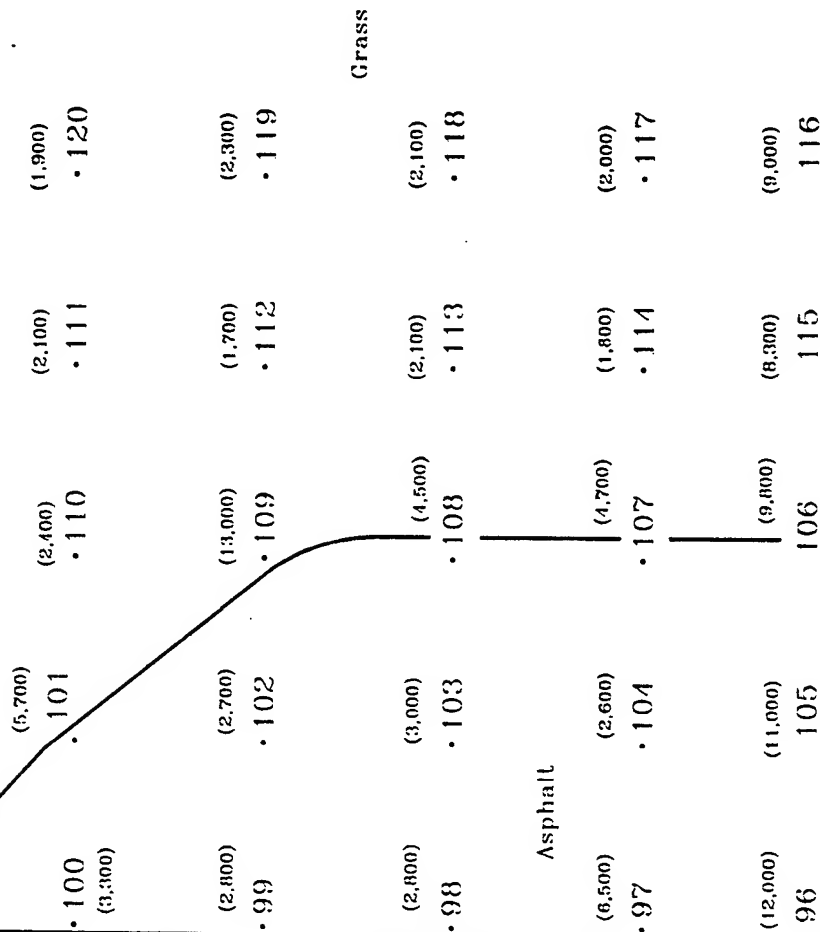 Grass
(1,900) (2,300) (2,100) (2,000) (9,000)
120 119 118 117 116
(2,100) (1,700) (2,100) (1,800) (8,300)
111 112 113 114 115
(2,400) (13,000) (4,500) (4,700) (9,800)
110 109 108 107 106
(5,700) (2,700) (3,000) (2,600) (11,000)
101 102 103 104 105
Asphalt
(2,800) (2,800) (6,500) (12,000)
100 99 98 97 96
(3,300)